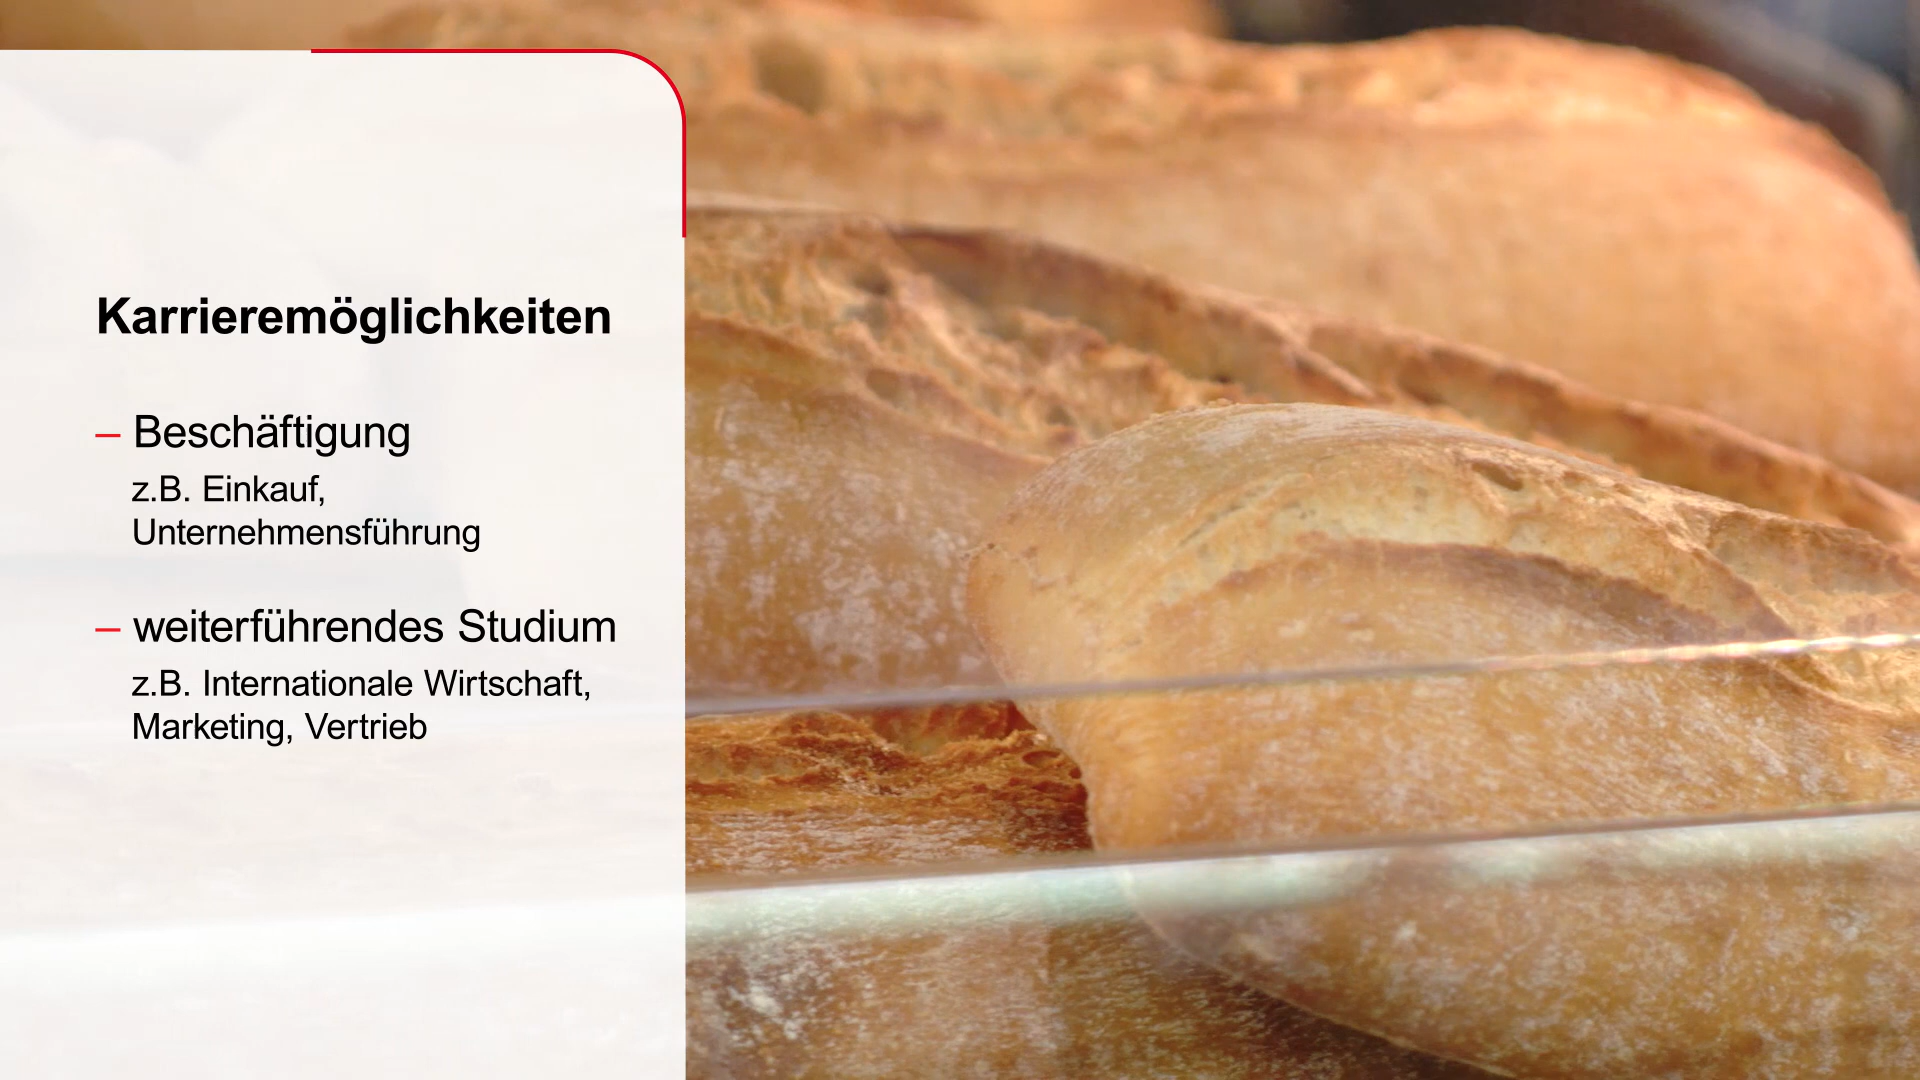 Karrieremöglichkeiten
– Beschäftigung
z.B. Einkauf,
Unternehmensführung
– weiterführendes Studium
z.B. Internationale Wirtschaft,
Marketing, Vertrieb